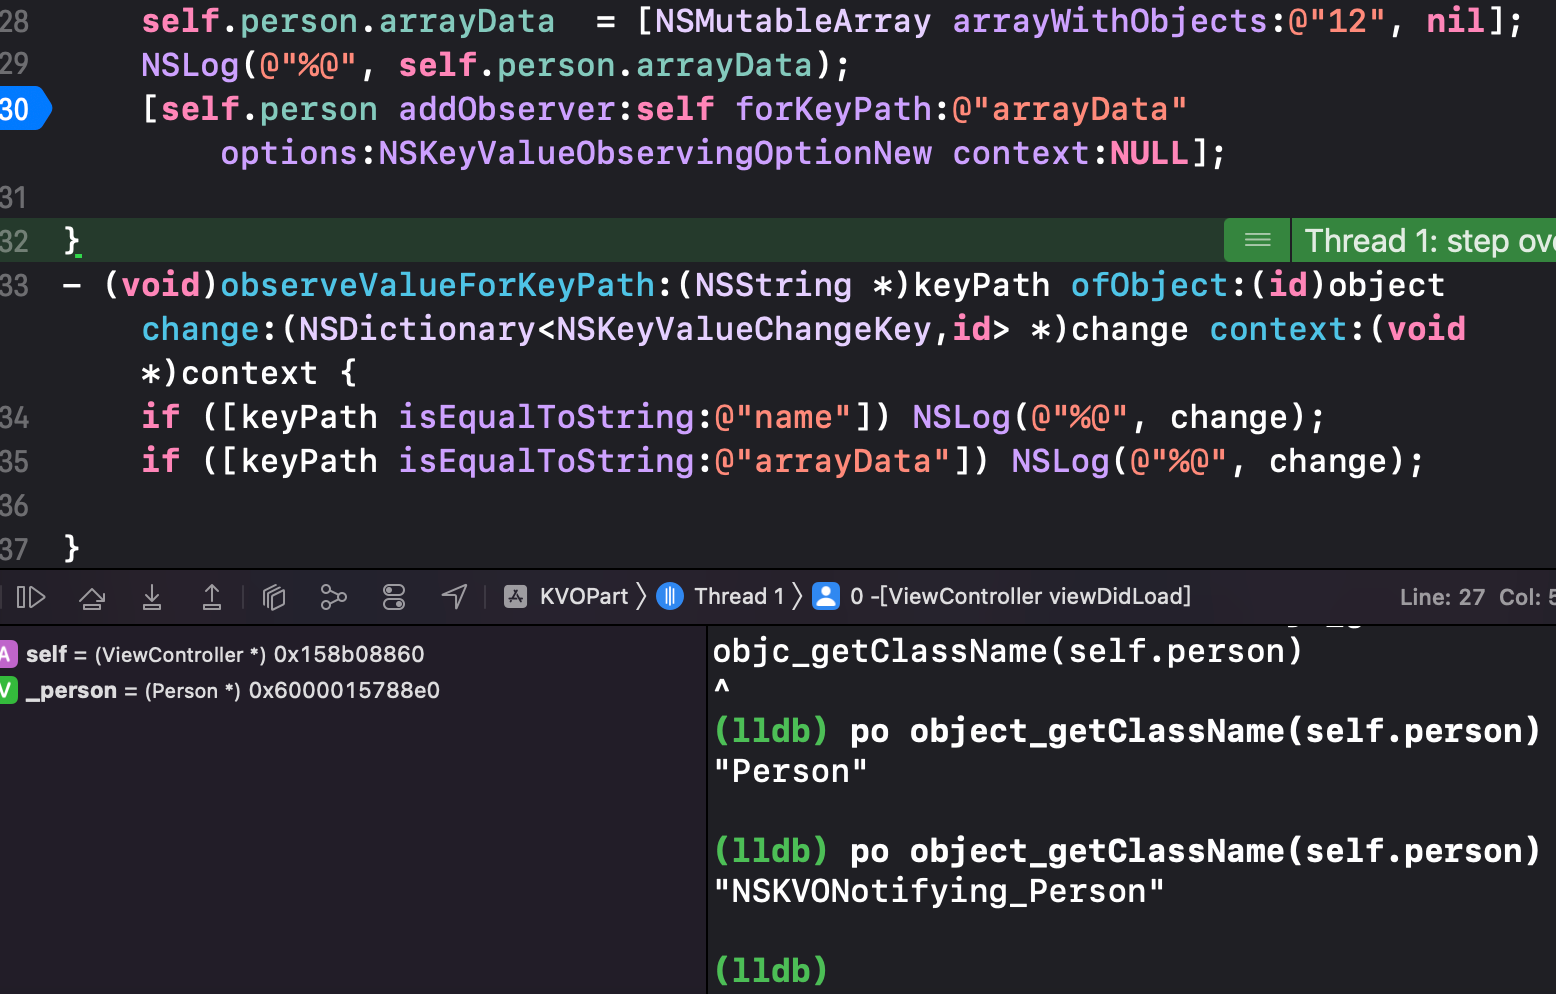 28 self.person.arrayData  = [NSMutableArray arrayWithObjects:@"12", nil];
29 NSLog(@"%@", self.person.arrayData);
30 [self.person addObserver:self forKeyPath:@"arrayData"
options:NSKeyValueObservingOptionNew context:NULL];
31
32 } Thread 1: step ove
33 - (void)observeValueForKeyPath:(NSString *)keyPath ofObject:(id)object
change:(NSDictionary<NSKeyValueChangeKey,id> *)change context:(void
*)context {
34 if ([keyPath isEqualToString:@"name"]) NSLog(@"%@", change);
35 if ([keyPath isEqualToString:@"arrayData"]) NSLog(@"%@", change);
36
37 }
KVOPart Thread 1 0 -[ViewController viewDidLoad] Line: 27 Col: 5
A self = (ViewController *) 0x158b08860
V _person = (Person *) 0x6000015788e0
objc_getClassName(self.person)
^
(lldb) po object_getClassName(self.person)
"Person"
(lldb) po object_getClassName(self.person)
"NSKVONotifying_Person"
(lldb)